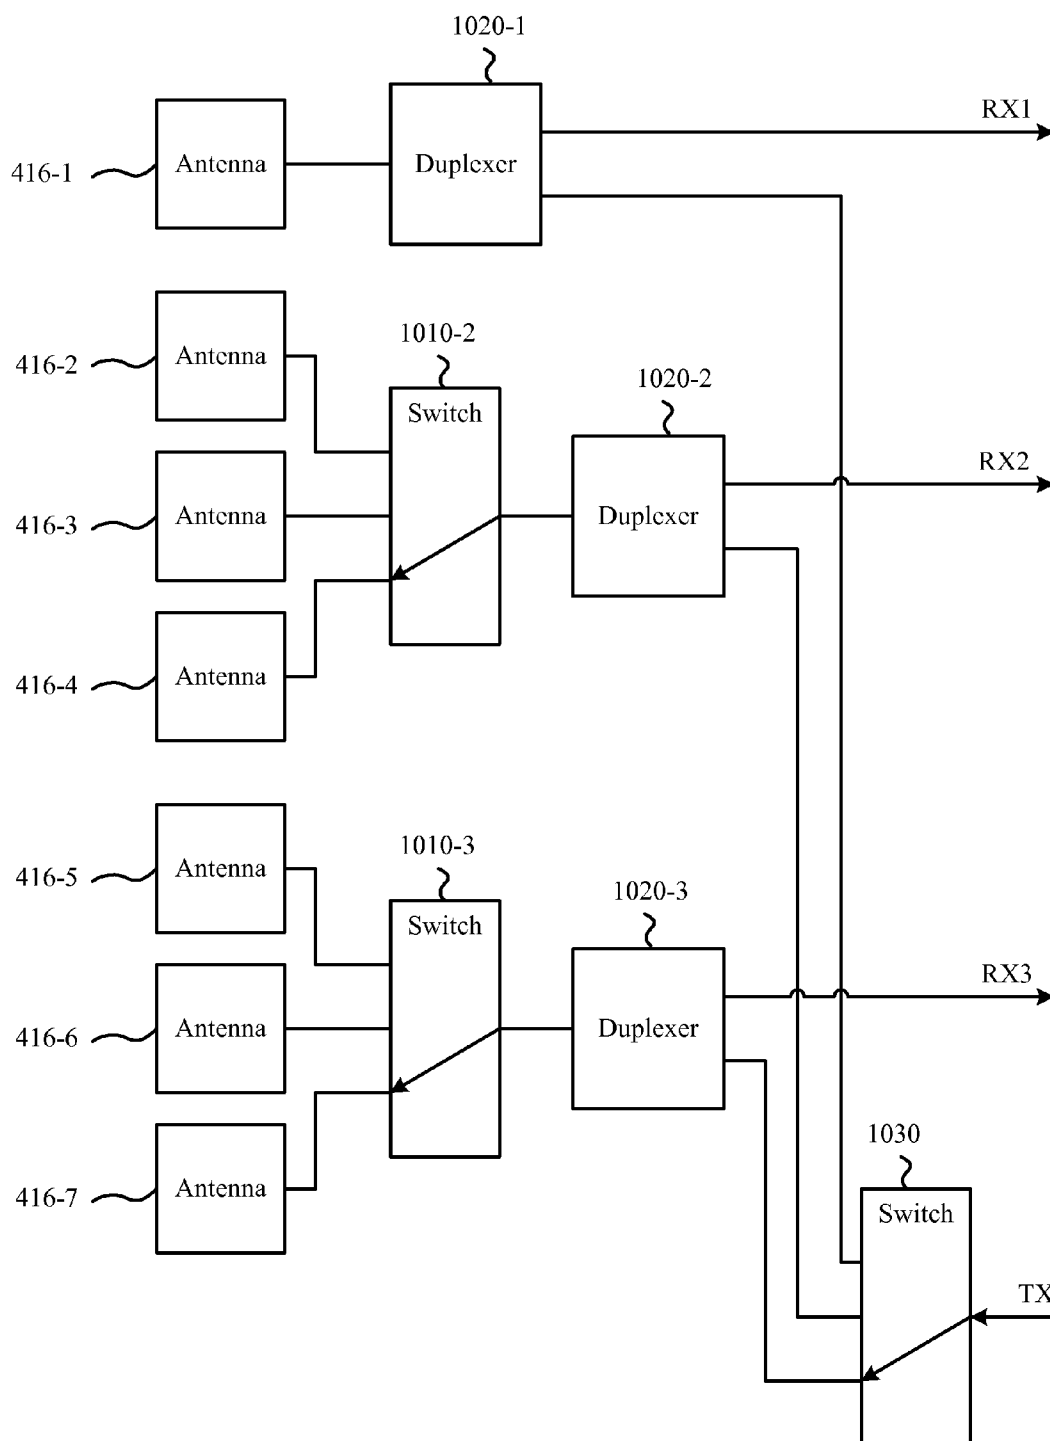 1020-1
RX1
Antenna
Duplexer
416-1
1010-2
416-2
Antenna
Switch
1020-2
RX2
416-3
Antenna
Duplexer
416-4
Antenna
1010-3
416-5
Antenna
Switch
1020-3
RX3
416-6
Antenna
Duplexer
1030
416-7
Antenna
Switch
TX